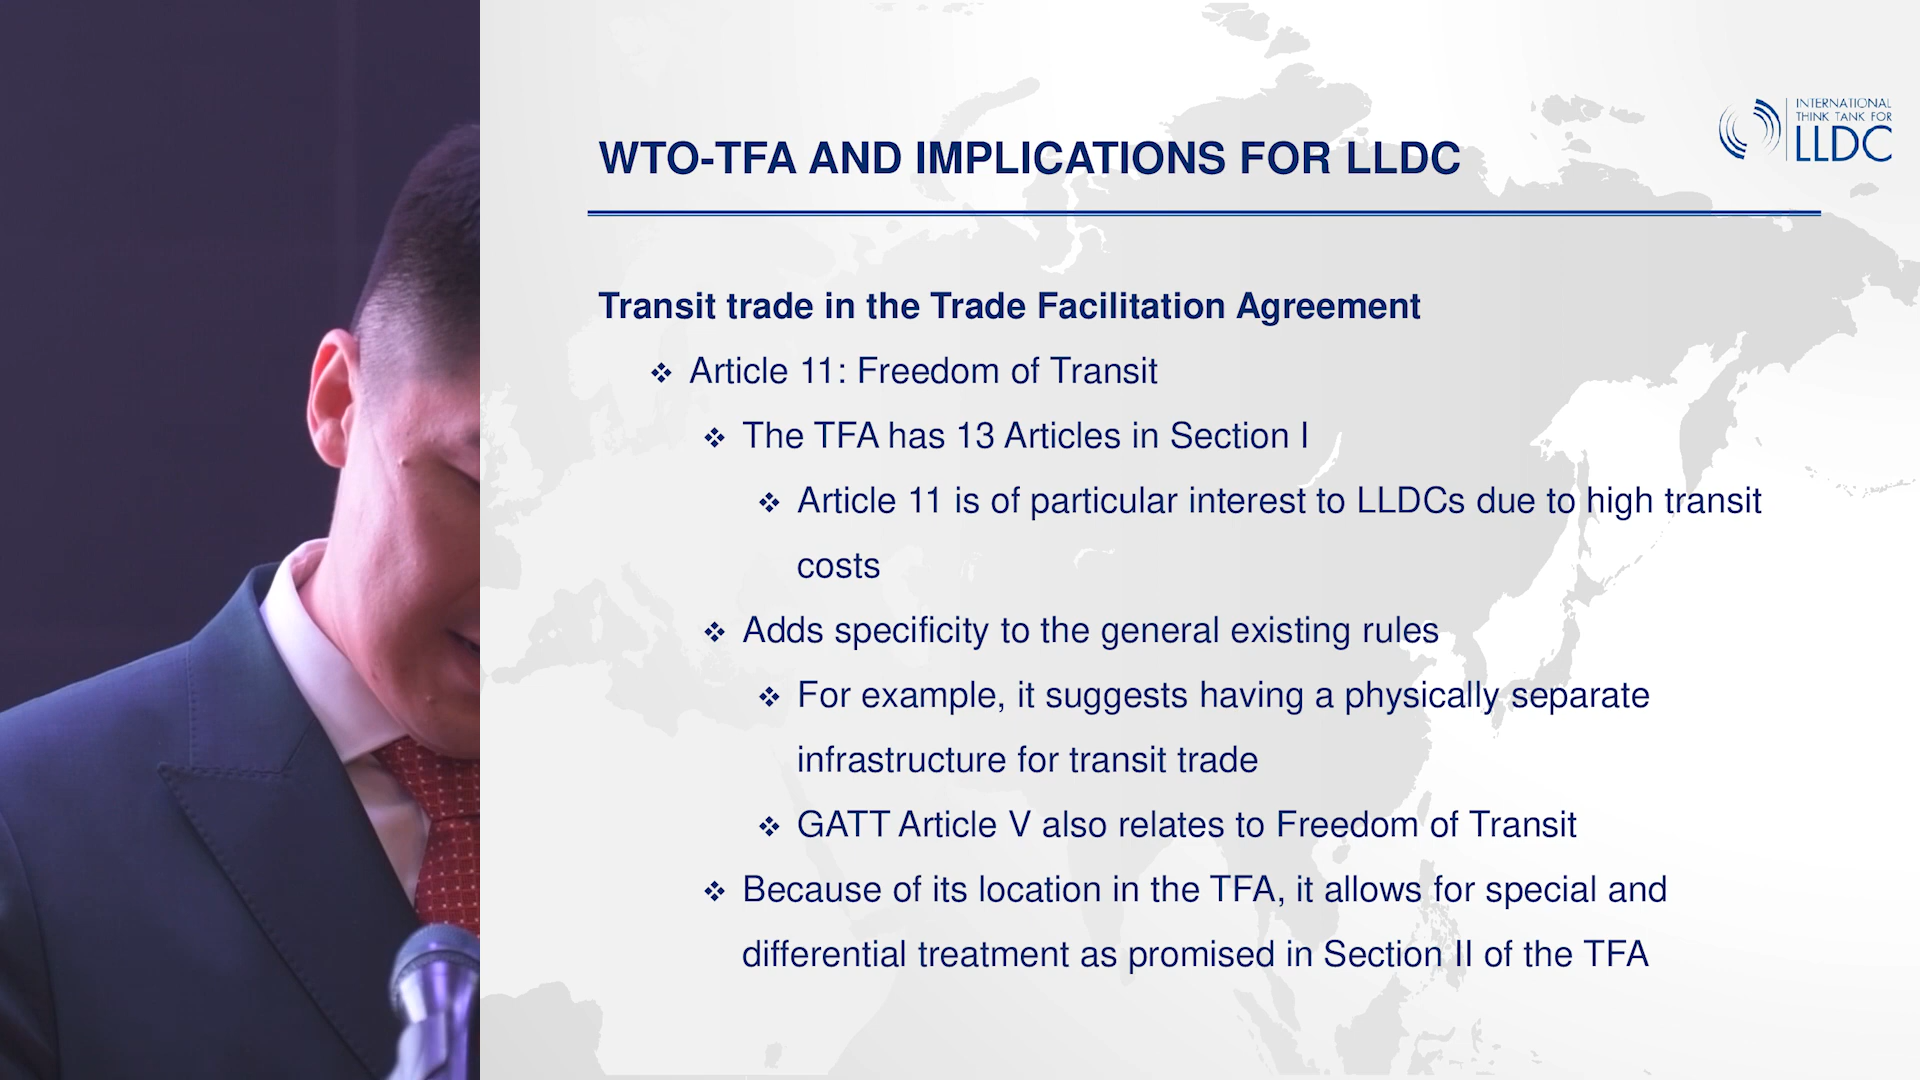 INTERNATIONAL
THINK TANK FOR
LLDC
WTO-TFA AND IMPLICATIONS FOR LLDC
Transit trade in the Trade Facilitation Agreement
❖ Article 11: Freedom of Transit
❖ The TFA has 13 Articles in Section I
❖ Article 11 is of particular interest to LLDCs due to high transit
costs
❖ Adds specificity to the general existing rules
❖ For example, it suggests having a physically separate
infrastructure for transit trade
❖ GATT Article V also relates to Freedom of Transit
❖ Because of its location in the TFA, it allows for special and
differential treatment as promised in Section II of the TFA